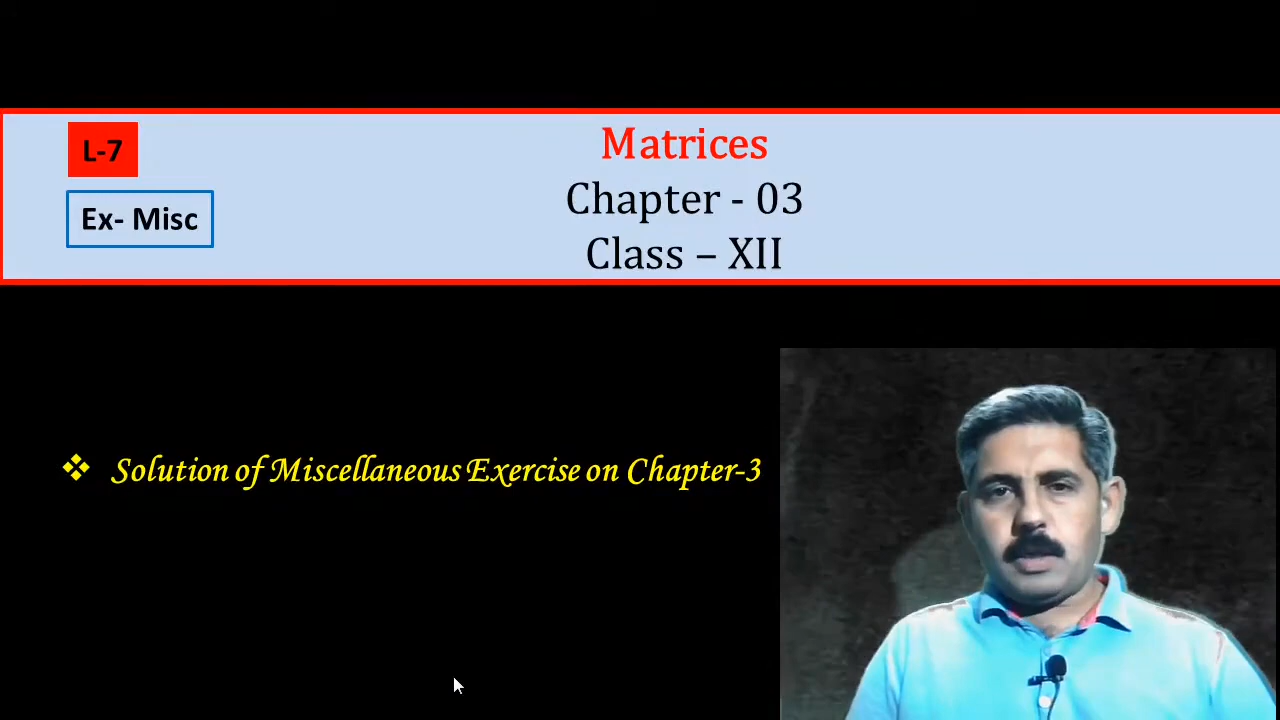 L-7
Ex- Misc
Matrices
Chapter - 03
Class – XII
Solution of Miscellaneous Exercise on Chapter-3